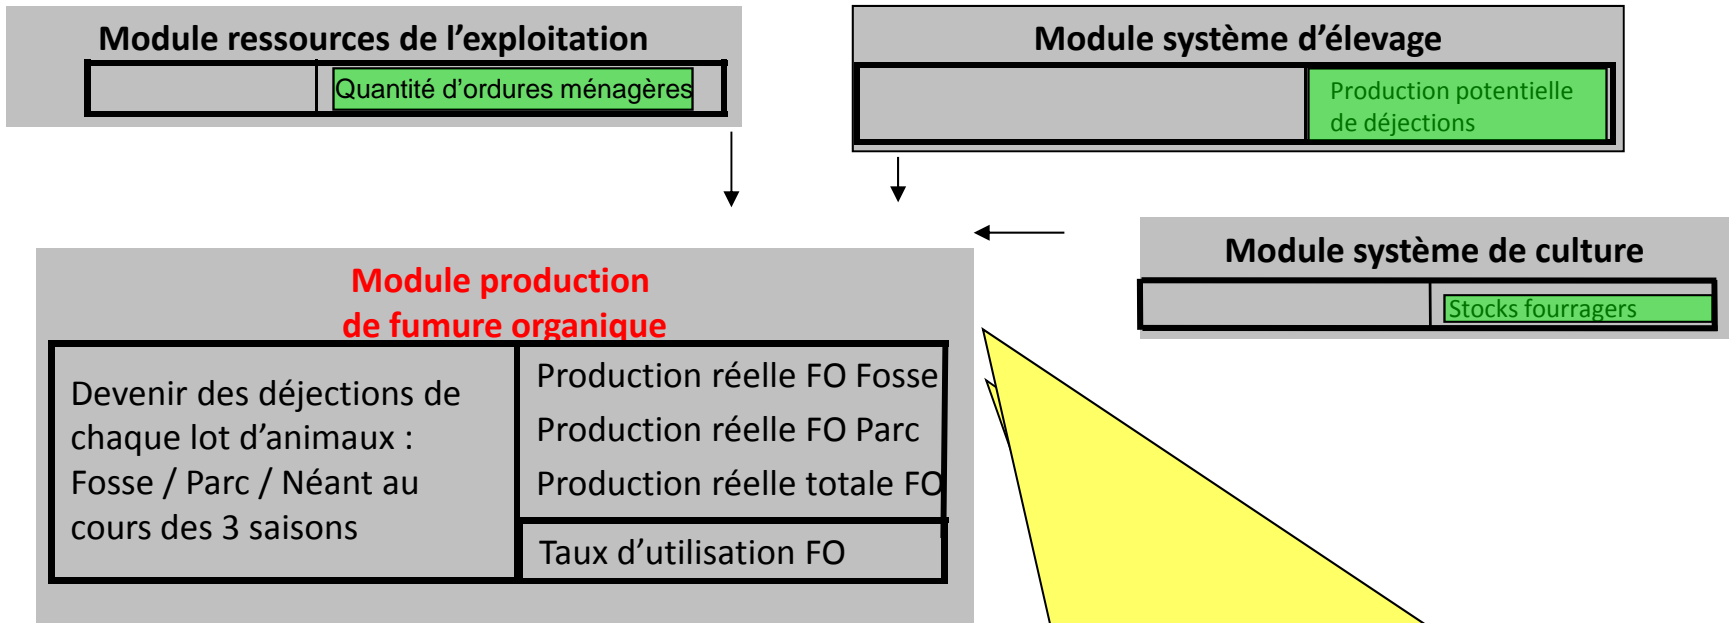 Module ressources de l’exploitation
Quantité d’ordures ménagères
Module système d’élevage
Production potentielle
de déjections
Module système de culture
Stocks fourragers
Module production
de fumure organique
Devenir des déjections de
chaque lot d’animaux :
Fosse / Parc / Néant au
cours des 3 saisons
Production réelle FO Fosse
Production réelle FO Parc
Production réelle totale FO
Taux d’utilisation FO